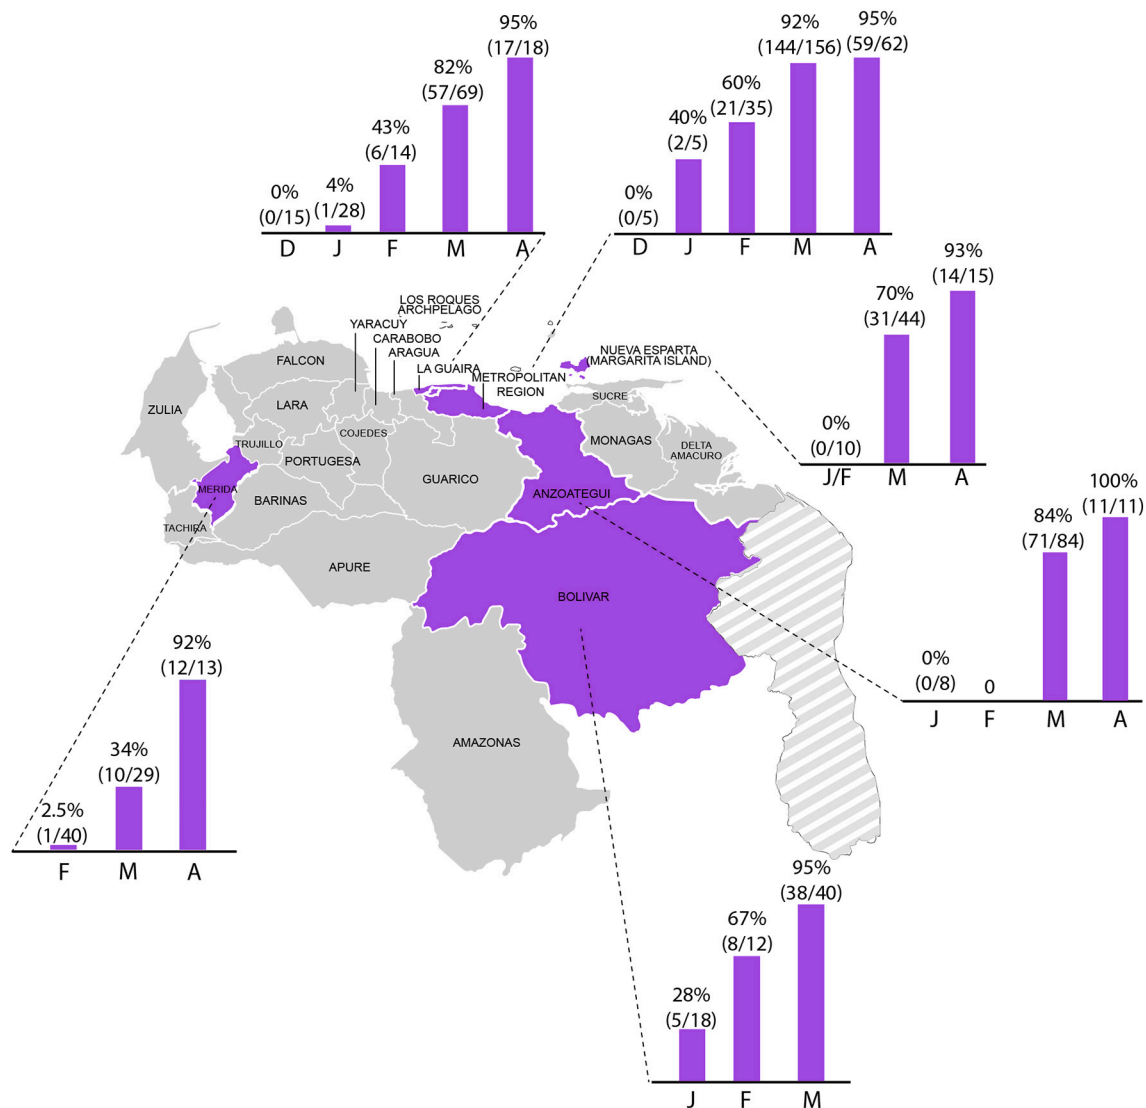 95%
(17/18)
82%
(57/69)
43%
(6/14)
4%
(1/28)
0%
(0/15)
D J F M A
92%
(144/156)
95%
(59/62)
60%
(21/35)
40%
(2/5)
0%
(0/5)
D J F M A
93%
(14/15)
70%
(31/44)
0%
(0/10)
J/F M A
LOS ROQUES
ARCHPELAGO
YARACUY
CARABOBO
ARAGUA
LA GUAIRA
METROPOLITAN
REGION
NUEVA ESPARTA
(MARGARITA ISLAND)
FALCON
ZULIA
LARA
SUCRE
TRUJILLO
COJEDES
PORTUGESA
MONAGAS
DELTA
AMACURO
GUARICO
MERIDA
BARINAS
ANZOATEGUI
TACHIRA
APURE
BOLIVAR
AMAZONAS
100%
(11/11)
84%
(71/84)
0%
(0/8)
0
J F M A
92%
(12/13)
34%
(10/29)
2.5%
(1/40)
F M A
95%
(38/40)
67%
(8/12)
28%
(5/18)
J F M